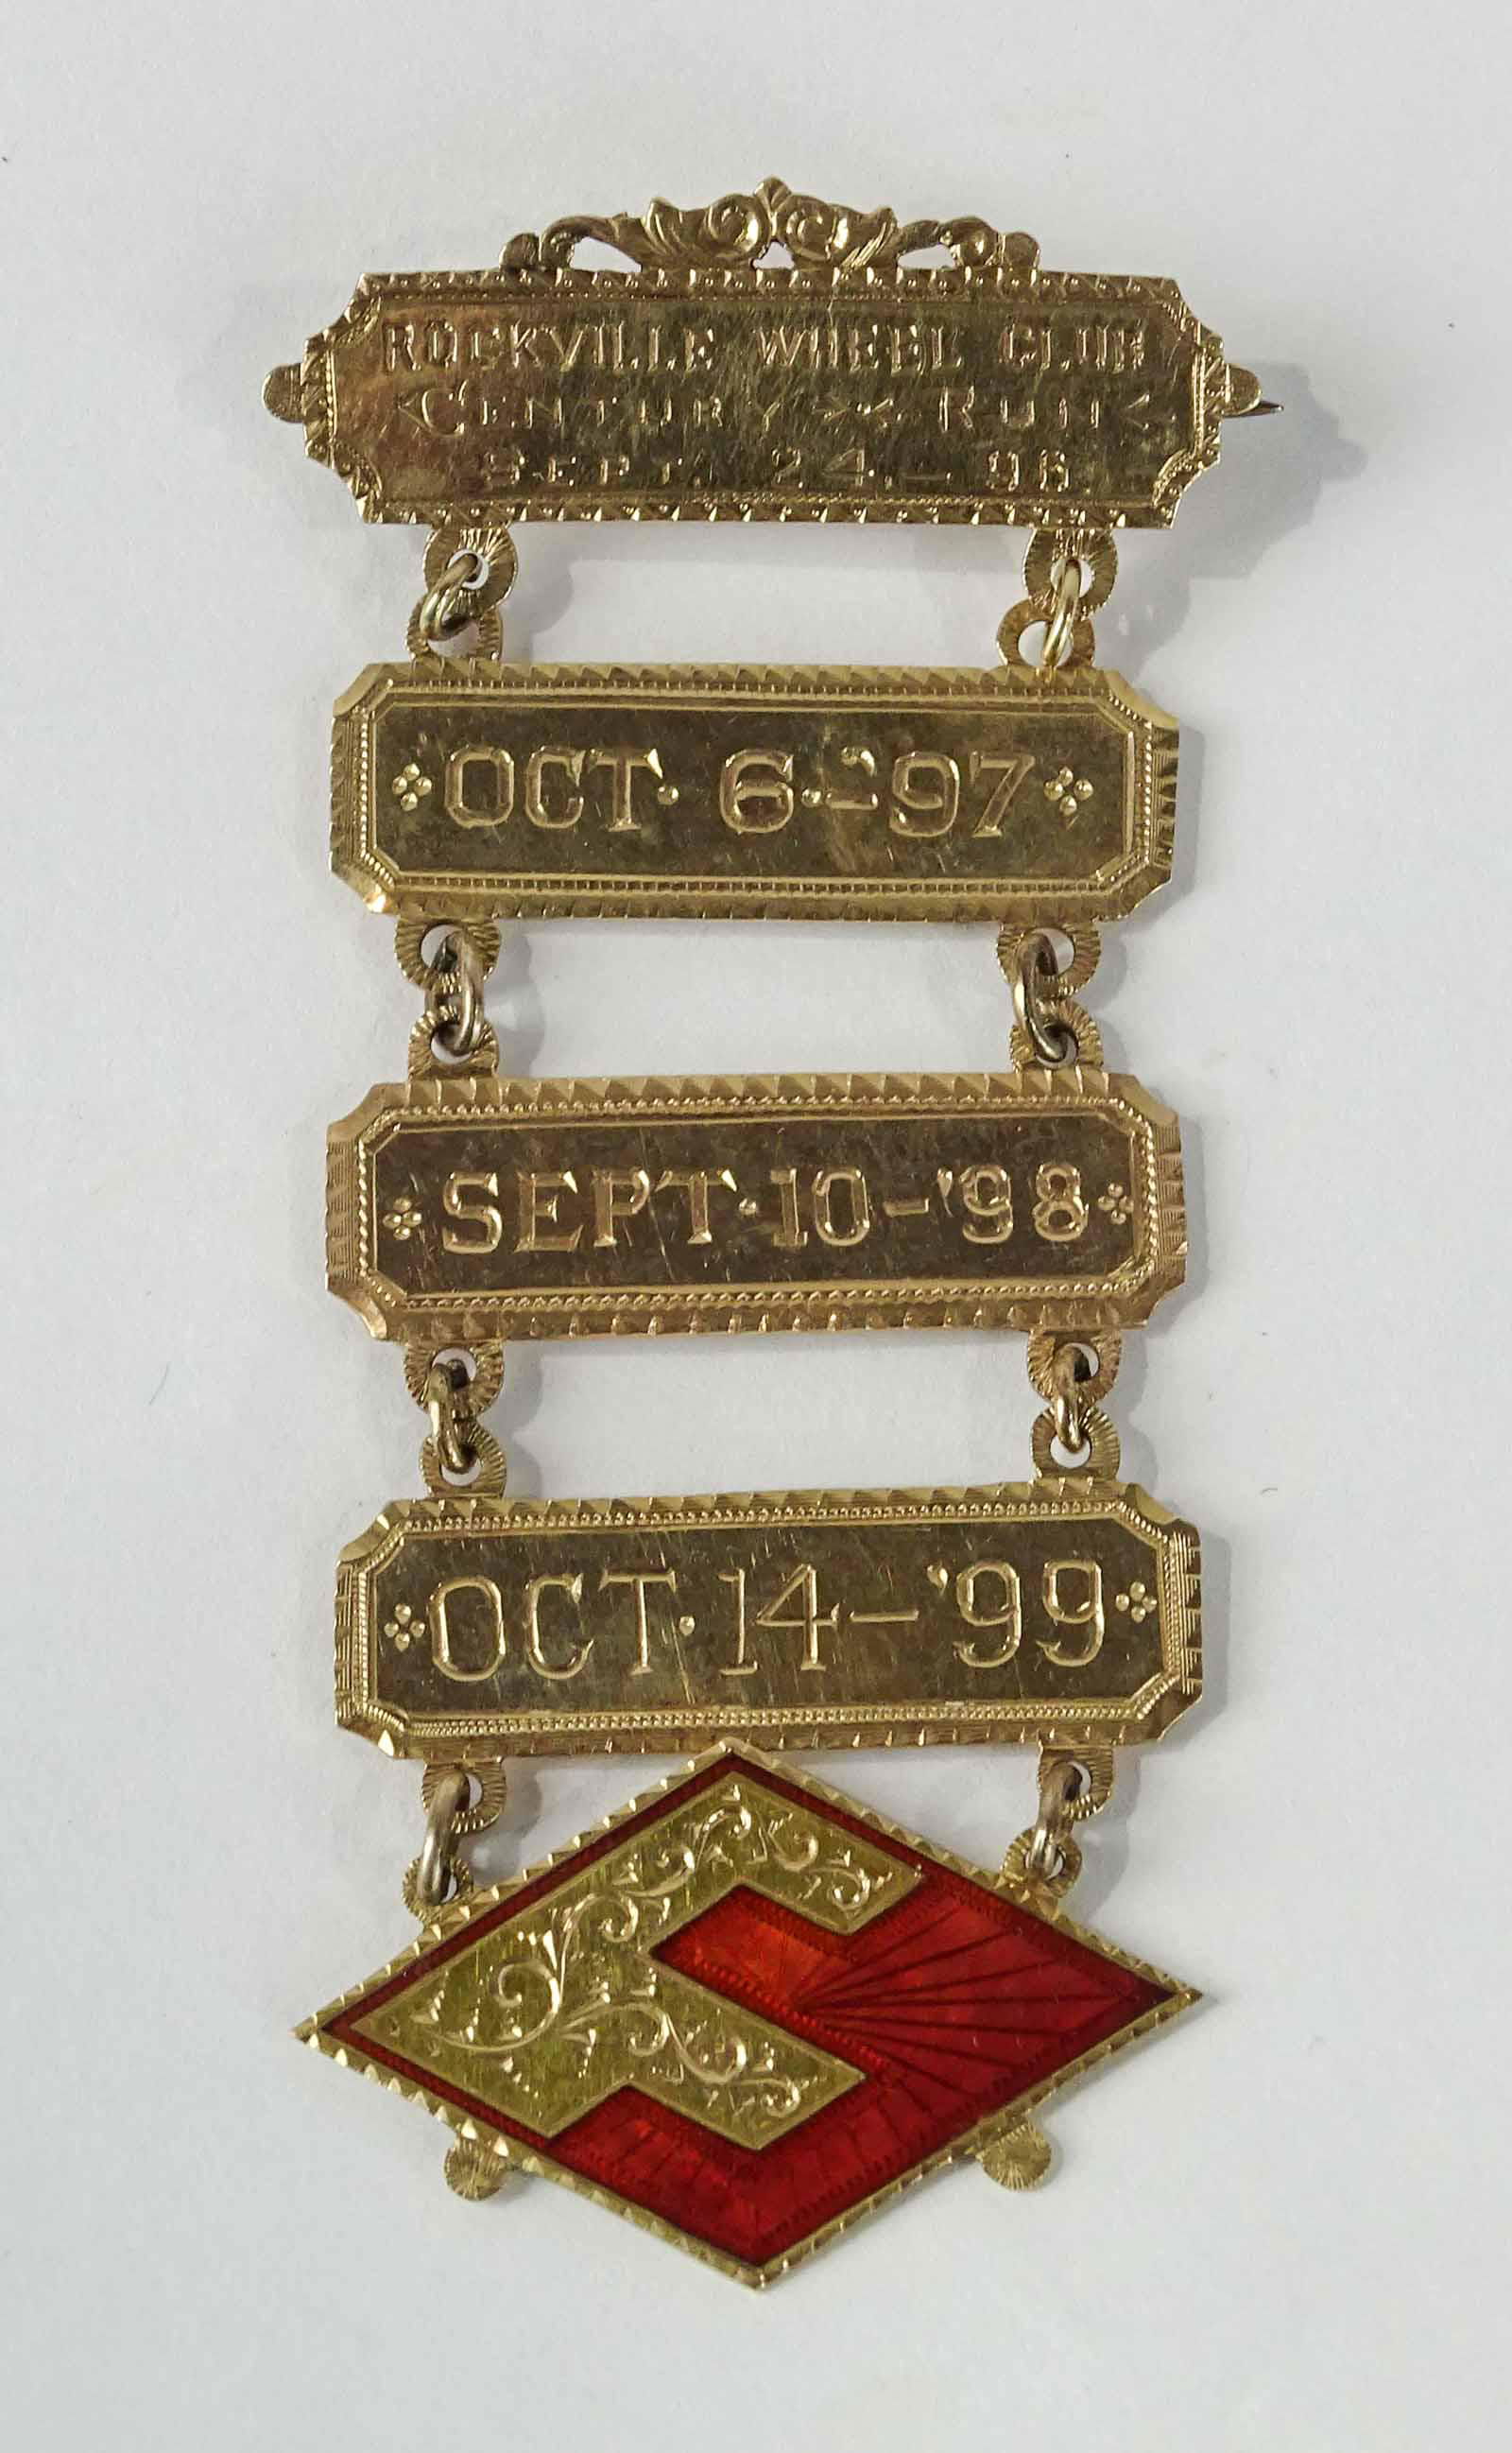 ROCKVILLE WHEEL CLUB
CENTURY RUN
SEPT. 24 - 96
OCT. 6.-'97
SEPT. 10-'98
OCT. 14-'99
F